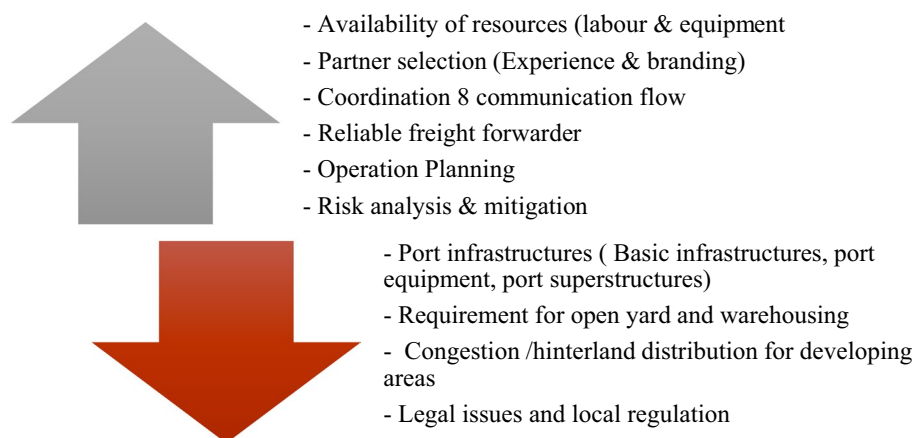 - Availability of resources (labour & equipment
- Partner selection (Experience & branding)
- Coordination 8 communication flow
- Reliable freight forwarder
- Operation Planning
- Risk analysis & mitigation
- Port infrastructures ( Basic infrastructures, port
equipment, port superstructures)
- Requirement for open yard and warehousing
- Congestion /hinterland distribution for developing
areas
- Legal issues and local regulation